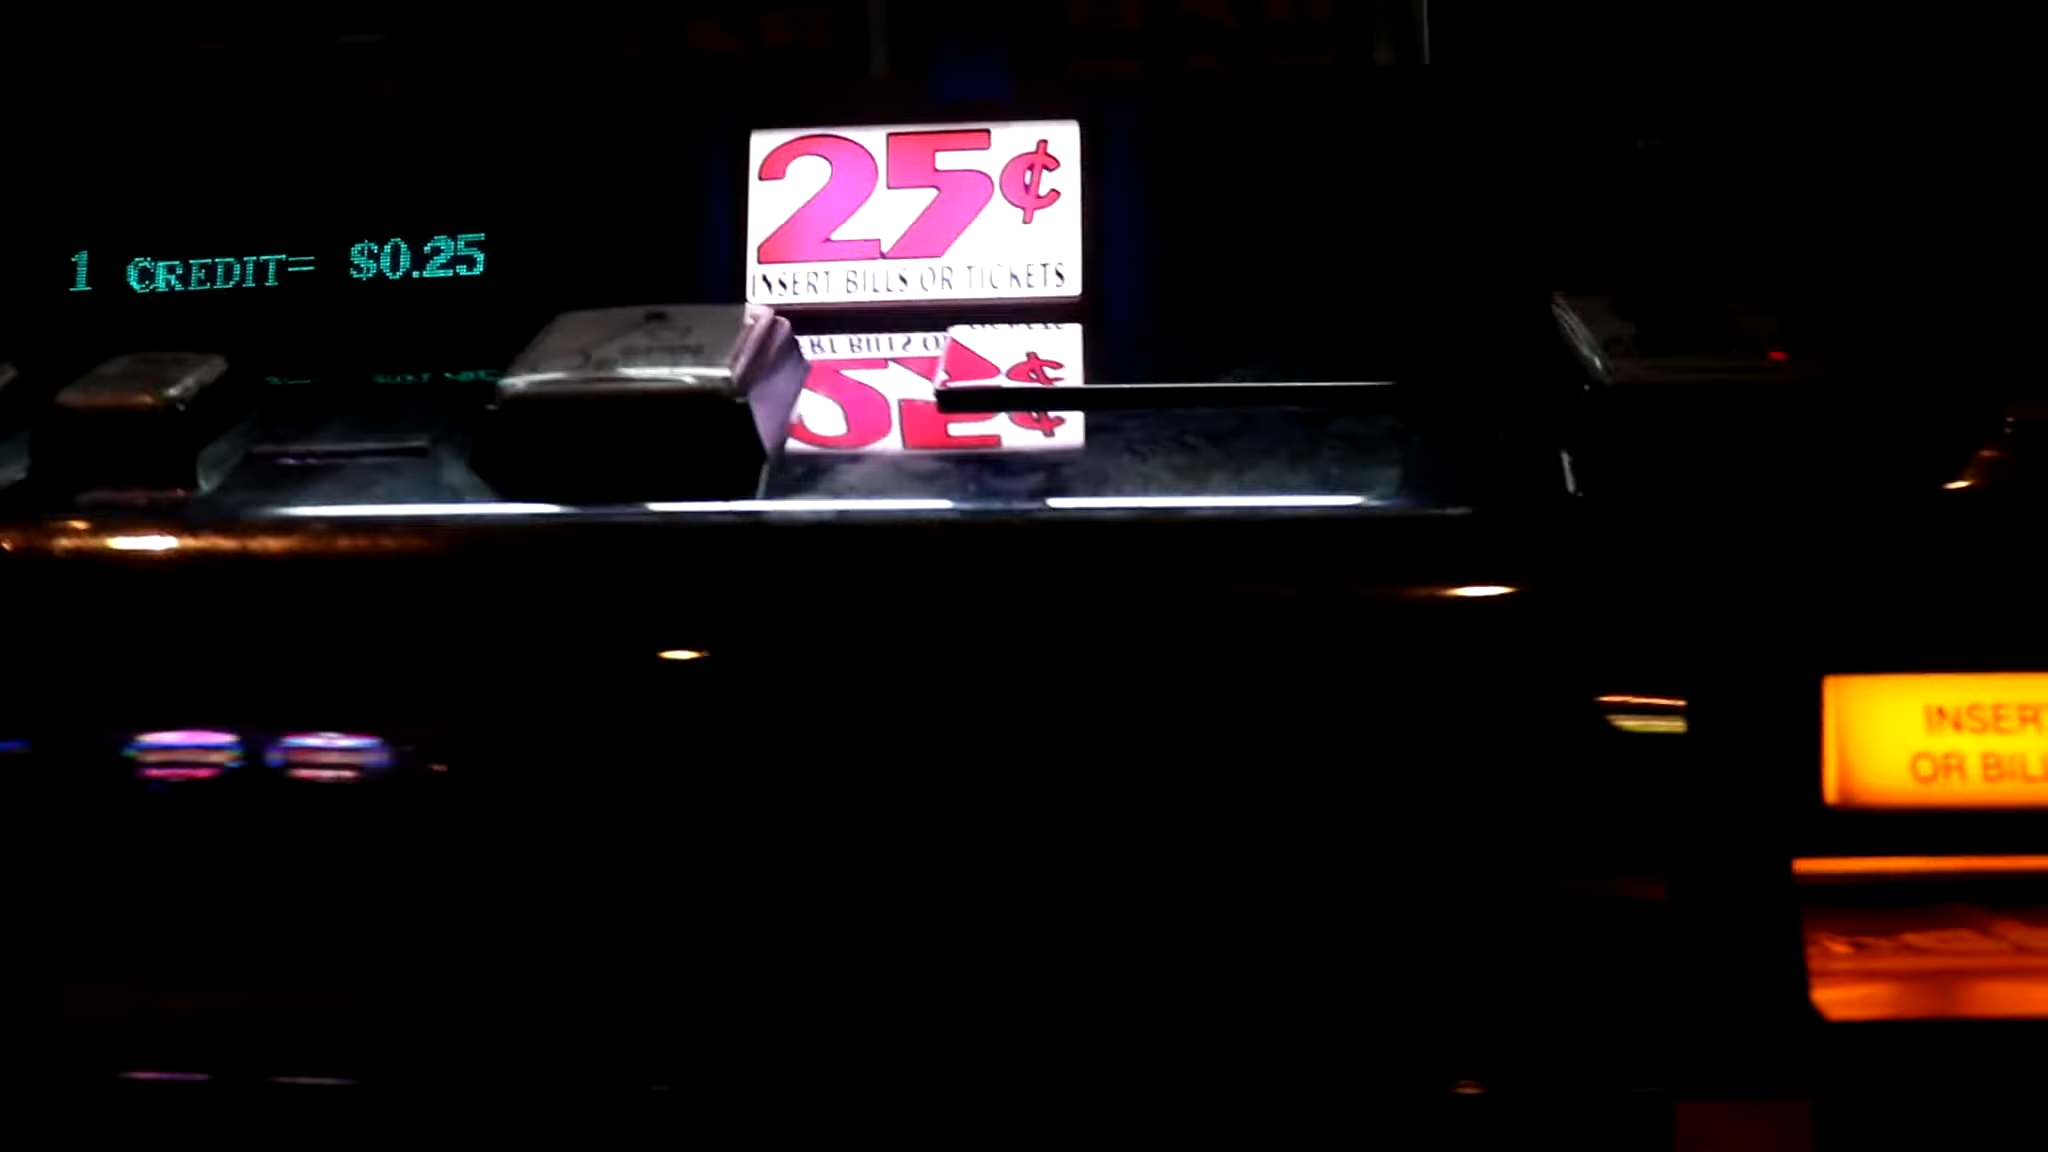 25¢
INSERT BILLS OR TICKETS
1 CREDIT= $0.25
INSERT
OR BILL